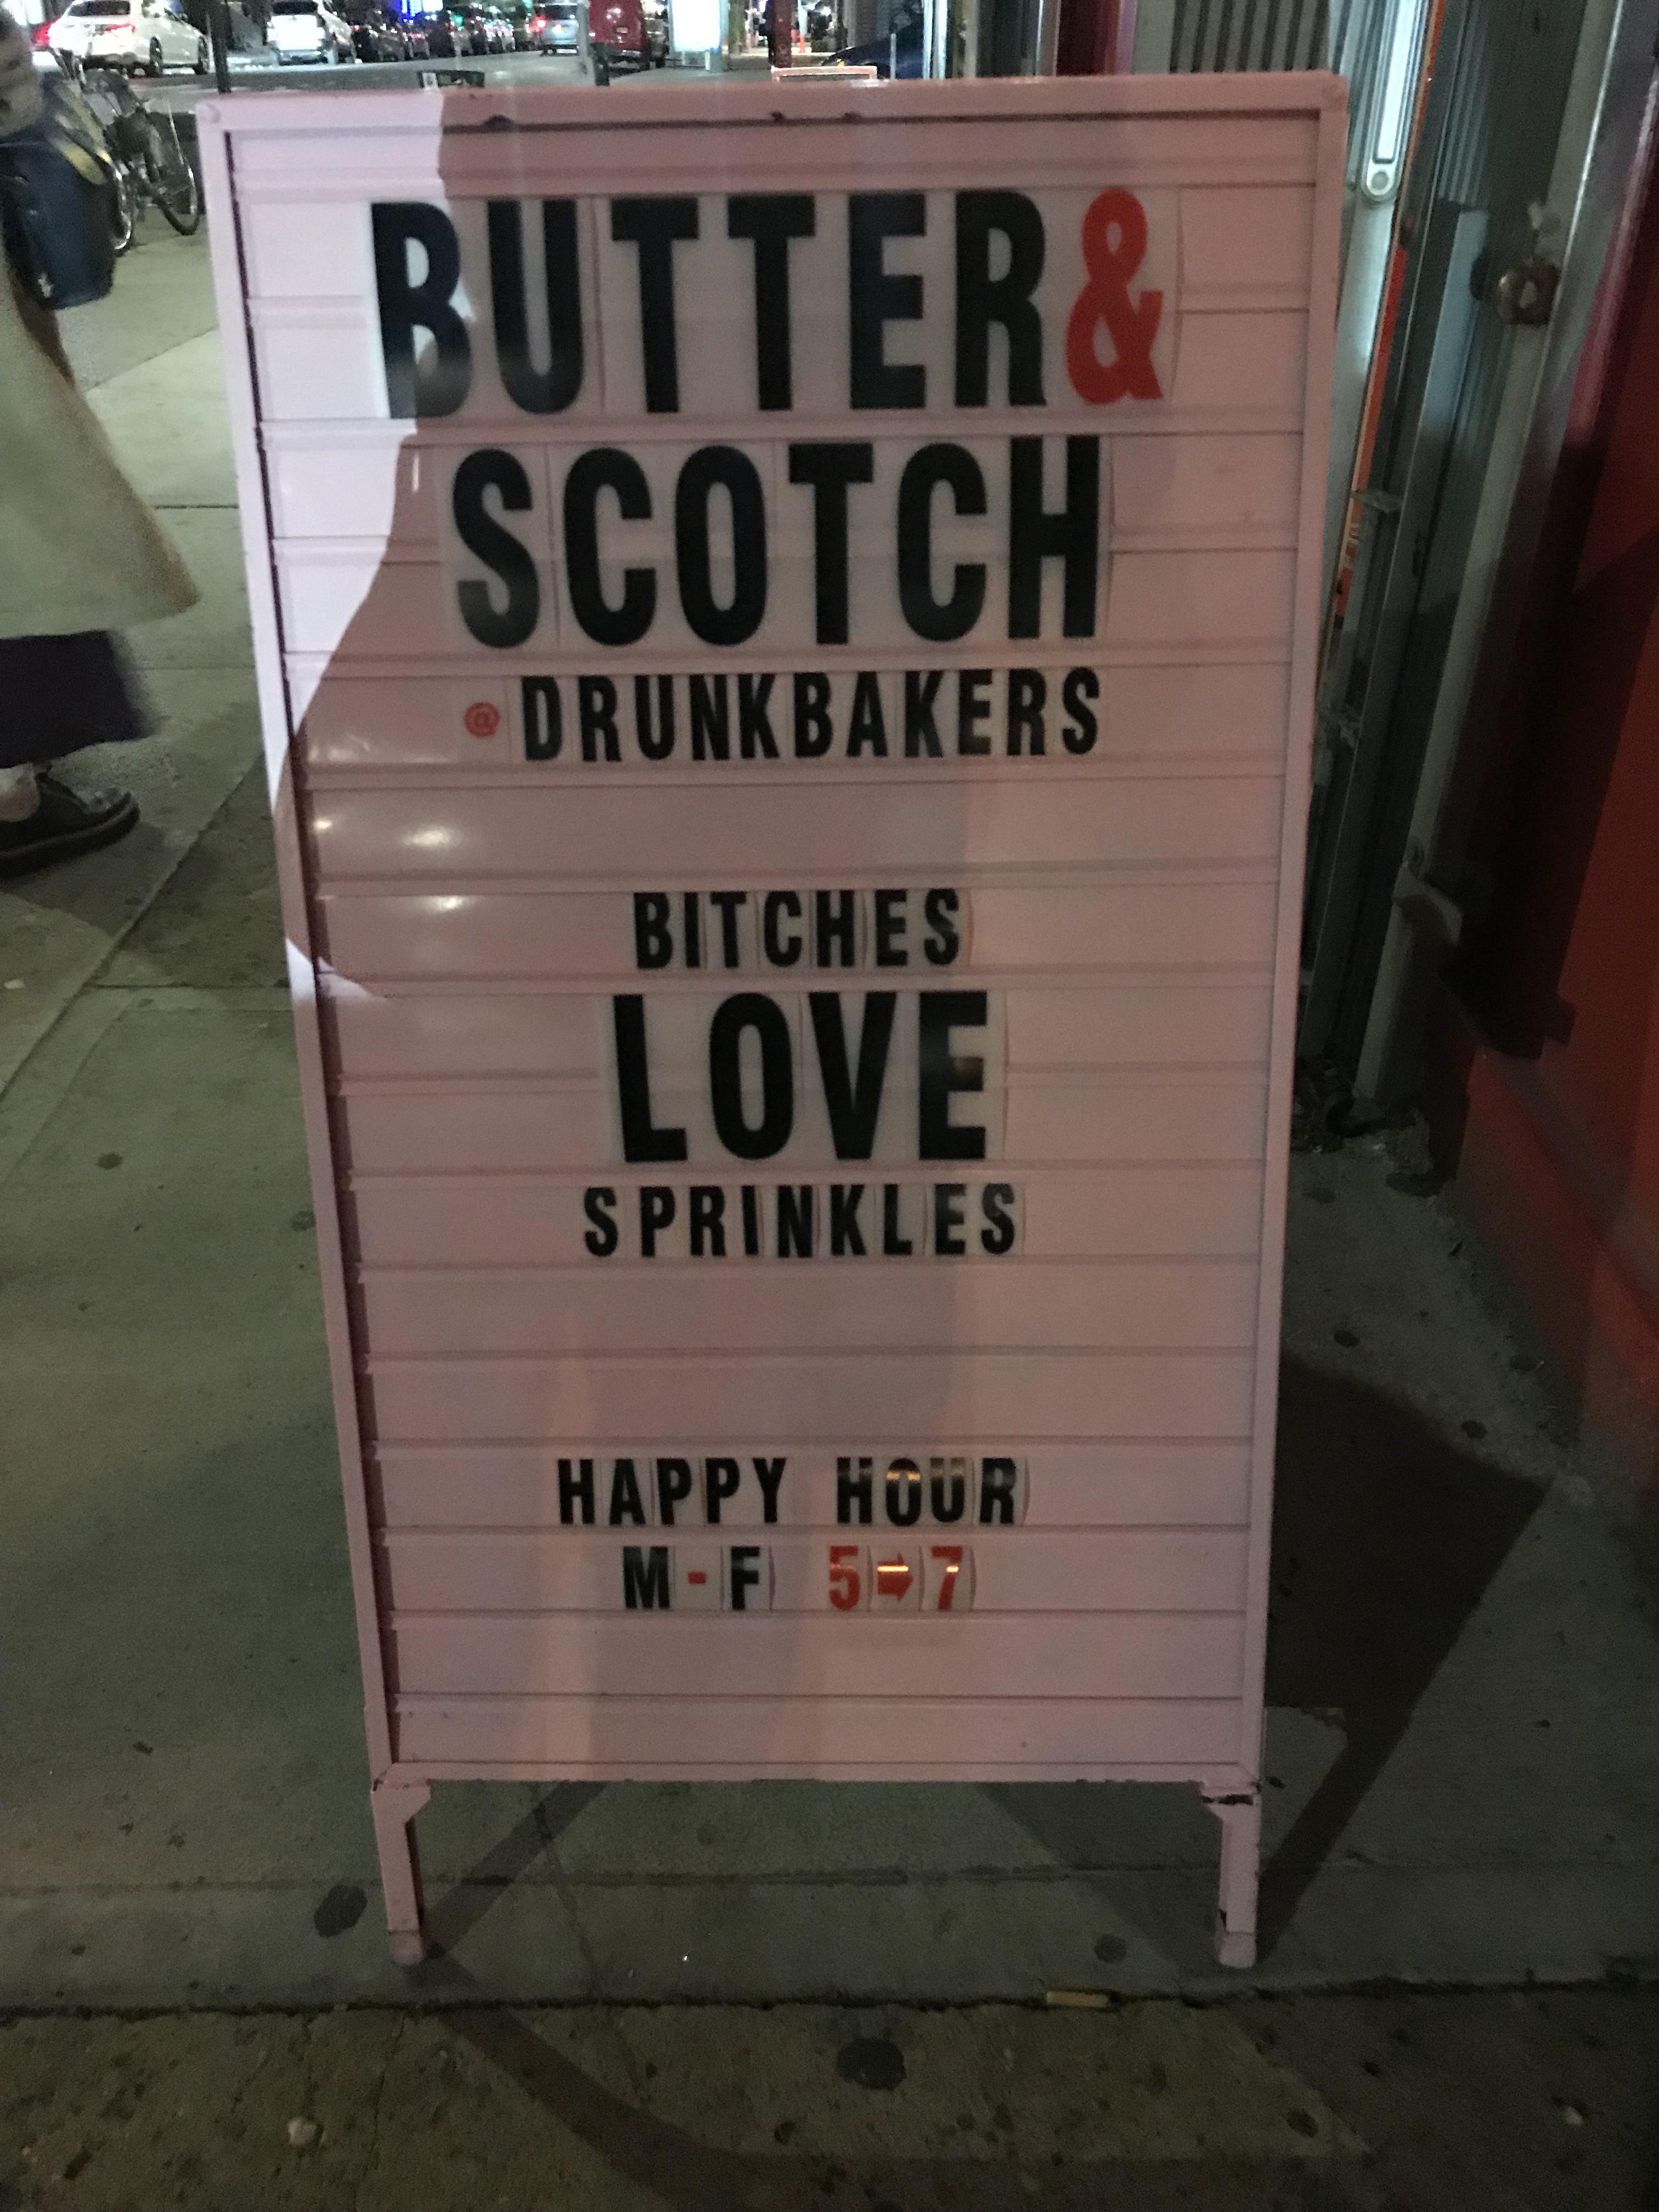 BUTTER&
SCOTCH
@DRUNKBAKERS
BITCHES
LOVE
SPRINKLES
HAPPY HOUR
M-F 5➡7